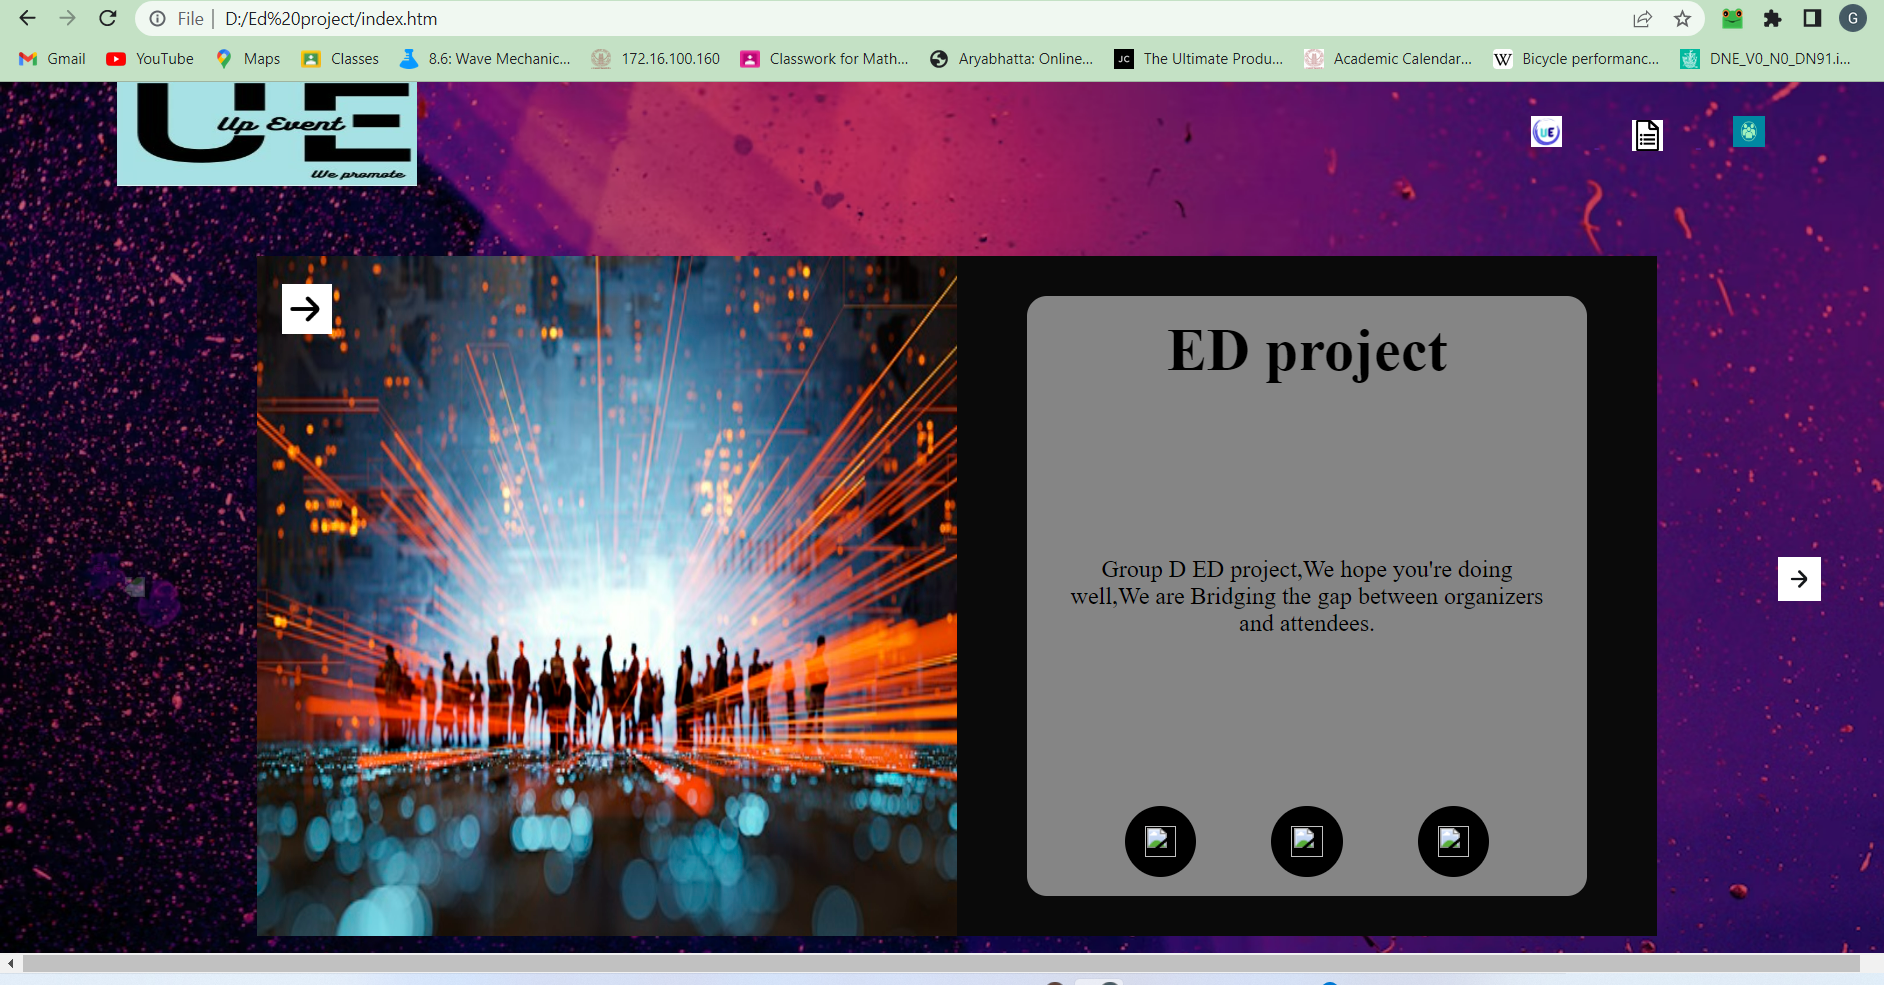 File | D:/Ed%20project/index.htm
G
Gmail YouTube Maps Classes 8.6: Wave Mechanic... 172.16.100.160 Classwork for Math... Aryabhatta: Online... JC The Ultimate Produ... Academic Calendar... W Bicycle performanc... DNE_V0_N0_DN91.i...
UE
Up Event
We promote
UE
ED project
Group D ED project,We hope you're doing
well,We are Bridging the gap between organizers
and attendees.